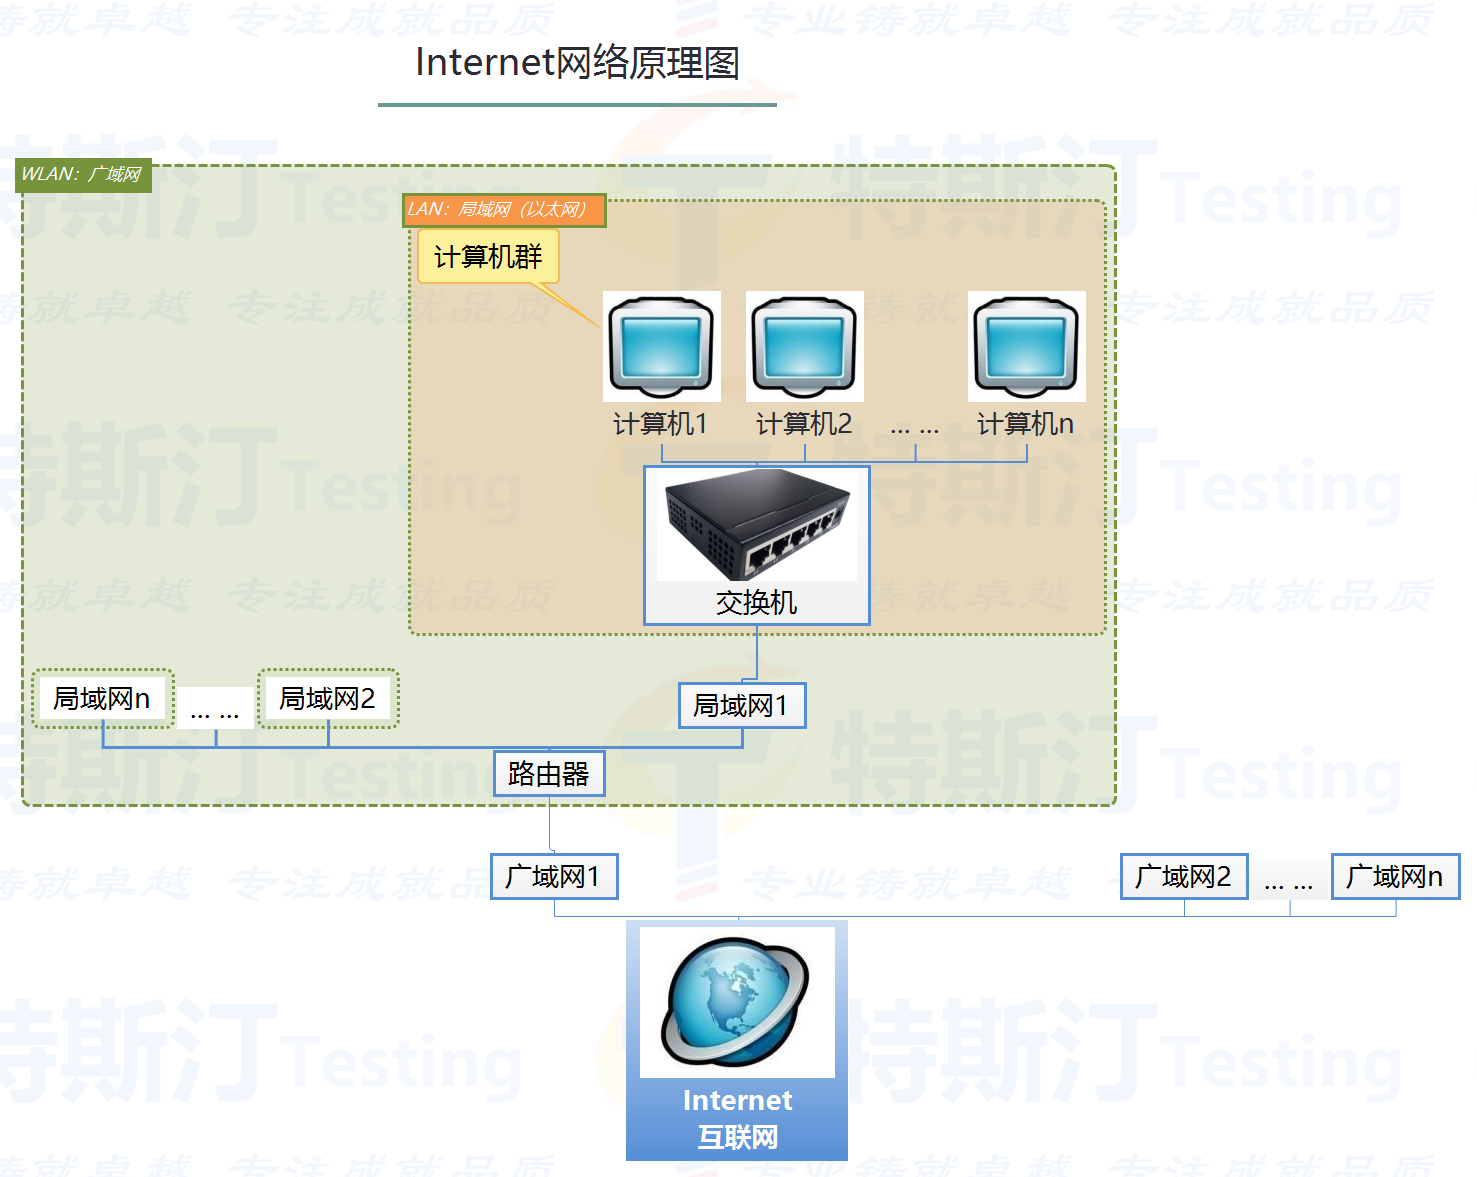 Internet网络原理图
WLAN：广域网
LAN：局域网（以太网）
计算机群
计算机1
计算机2
... ...
计算机n
交换机
局域网n
... ...
局域网2
局域网1
路由器
广域网1
广域网2
... ...
广域网n
Internet
互联网
专注成就品质
专业铸就卓越
特斯汀 Testing